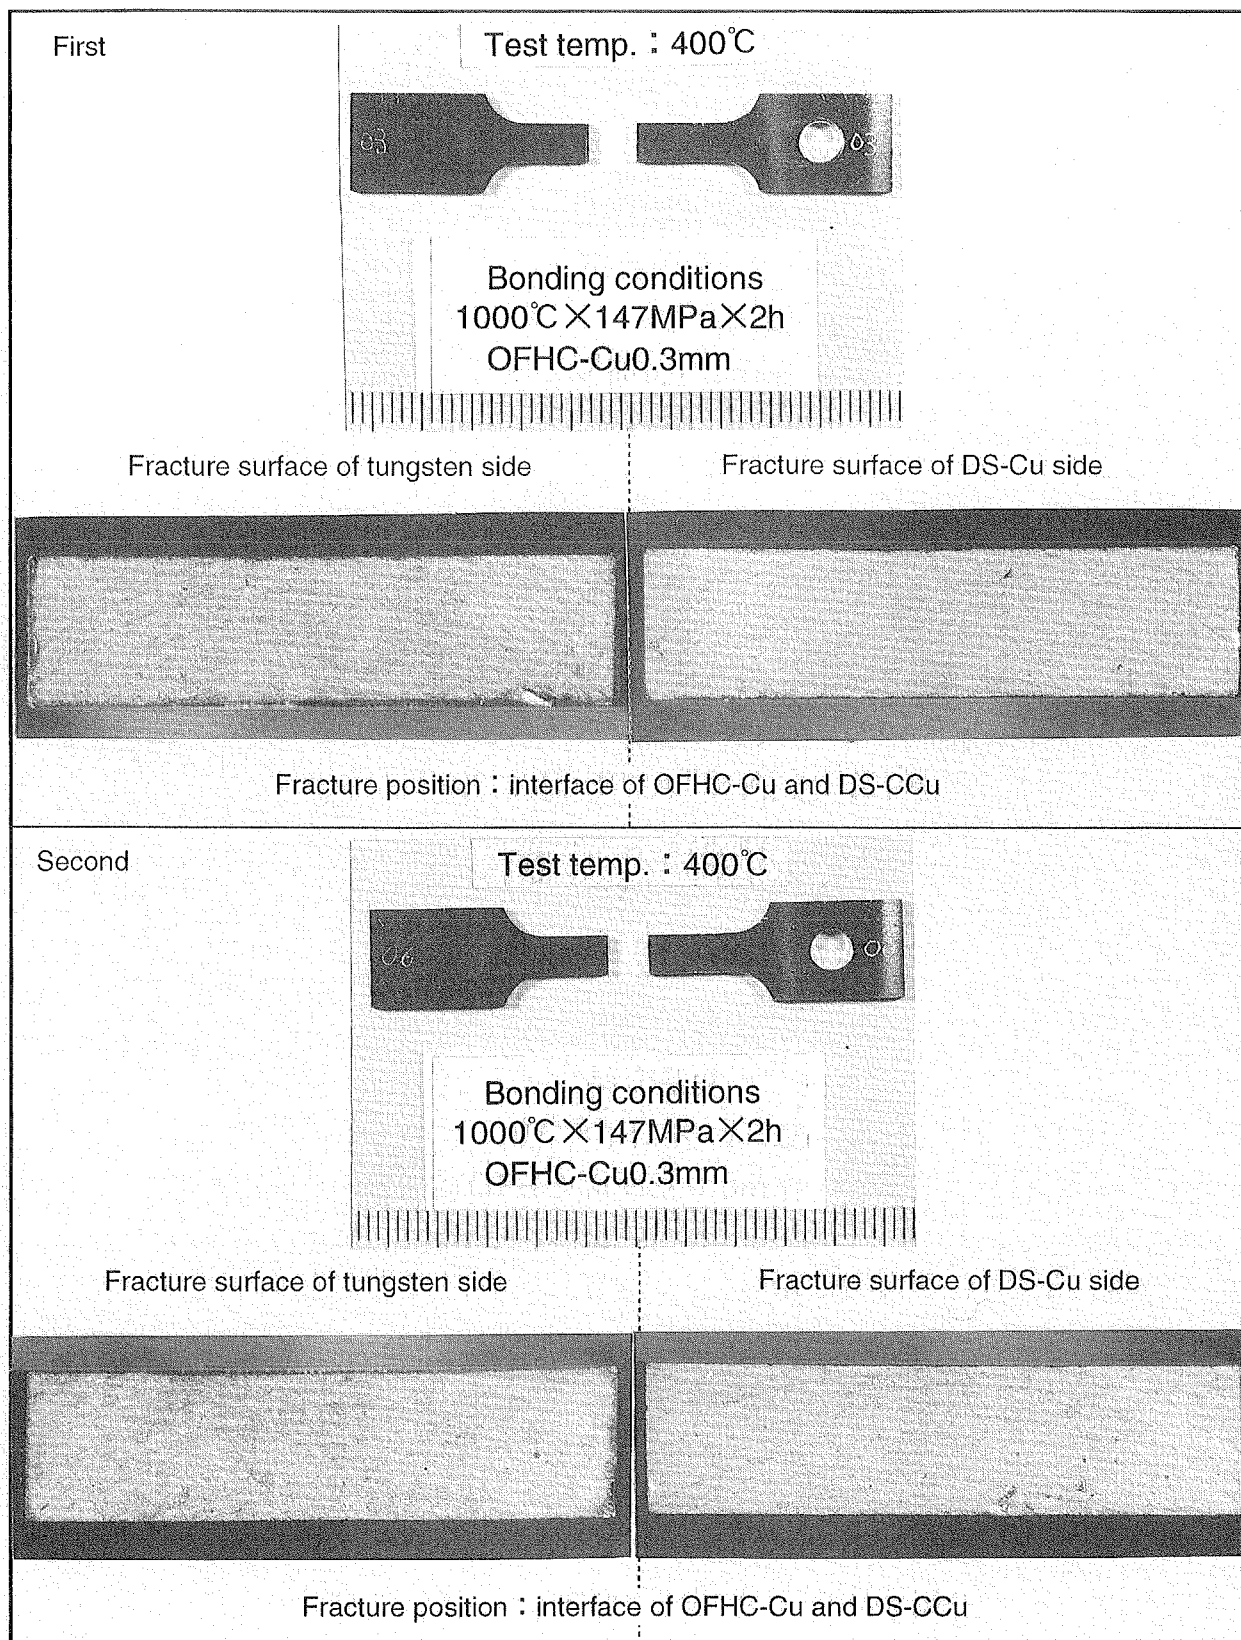 First
Test temp. : 400℃
03
03
Bonding conditions
1000℃×147MPa×2h
OFHC-Cu0.3mm
Fracture surface of tungsten side
Fracture surface of DS-Cu side
Fracture position : interface of OFHC-Cu and DS-CCu
Second
Test temp. : 400℃
06
Bonding conditions
1000℃×147MPa×2h
OFHC-Cu0.3mm
Fracture surface of tungsten side
Fracture surface of DS-Cu side
Fracture position : interface of OFHC-Cu and DS-CCu